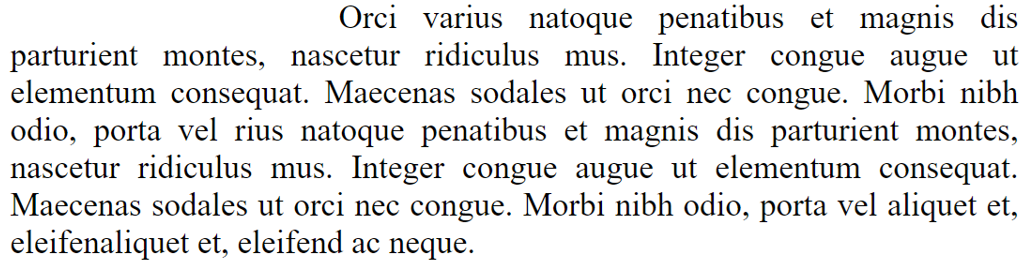 Orci varius natoque penatibus et magnis dis
parturient montes, nascetur ridiculus mus. Integer congue augue ut
elementum consequat. Maecenas sodales ut orci nec congue. Morbi nibh
odio, porta vel rius natoque penatibus et magnis dis parturient montes,
nascetur ridiculus mus. Integer congue augue ut elementum consequat.
Maecenas sodales ut orci nec congue. Morbi nibh odio, porta vel aliquet et,
eleifenaliquet et, eleifend ac neque.